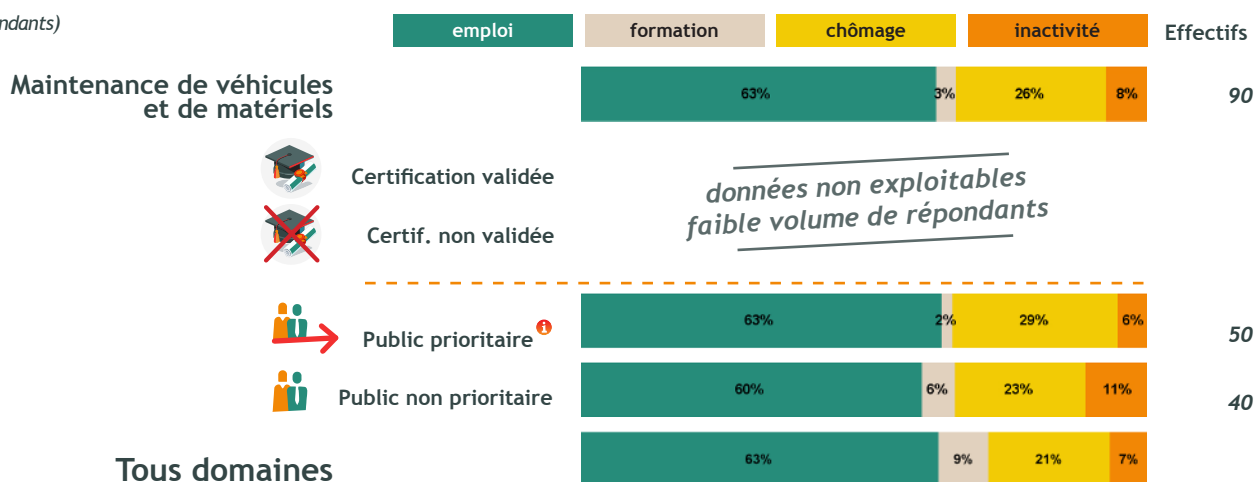 ndants)
emploi formation chômage inactivité Effectifs
Maintenance de véhicules
et de matériels
63% 3% 26% 8% 90
Certification validée
Certif. non validée
données non exploitables
faible volume de répondants
Public prioritaire i
63% 2% 29% 6% 50
Public non prioritaire
60% 6% 23% 11% 40
Tous domaines
63% 9% 21% 7%